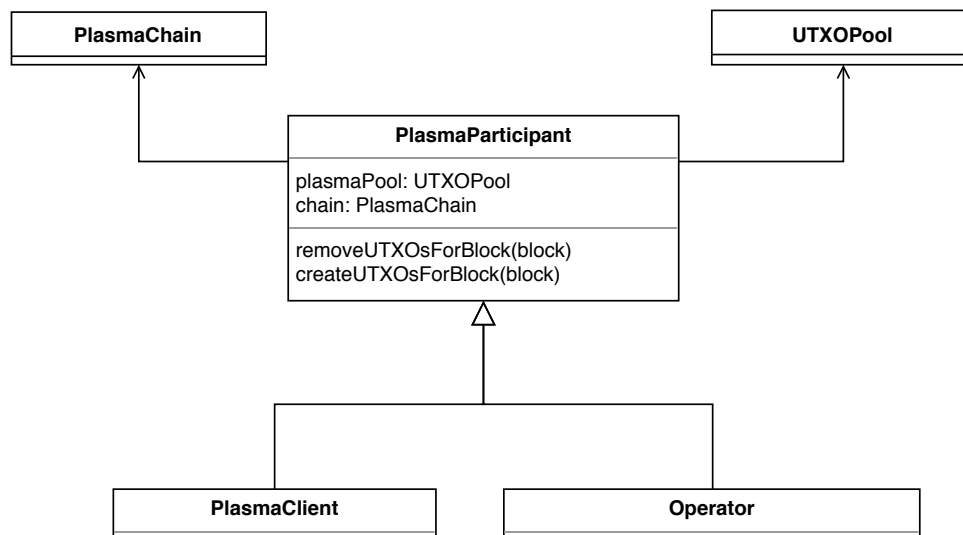 PlasmaChain
UTXOPool
PlasmaParticipant
plasmaPool: UTXOPool
chain: PlasmaChain
removeUTXOsForBlock(block)
createUTXOsForBlock(block)
PlasmaClient
Operator